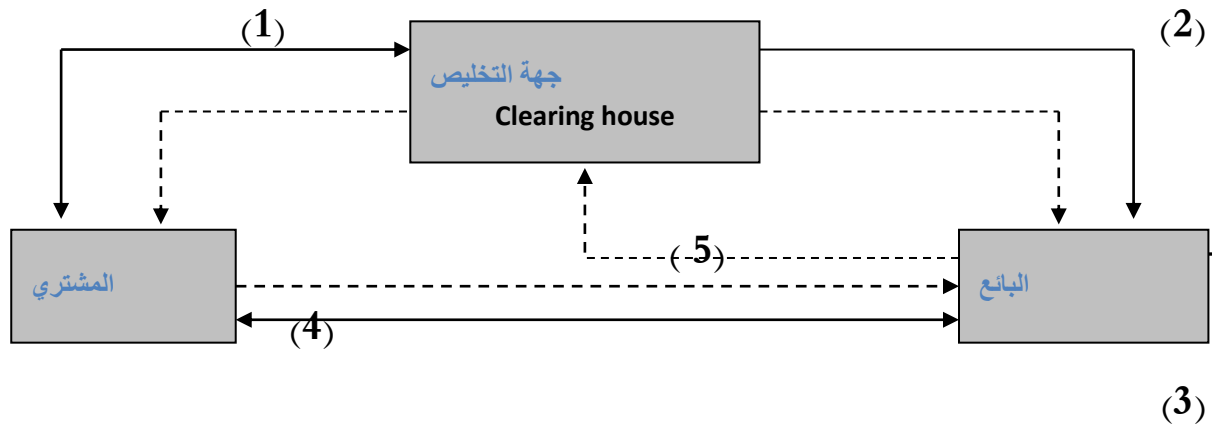 (1)
(2)
جهة التخليص
Clearing house
(5)
المشتري
البائع
(4)
(3)